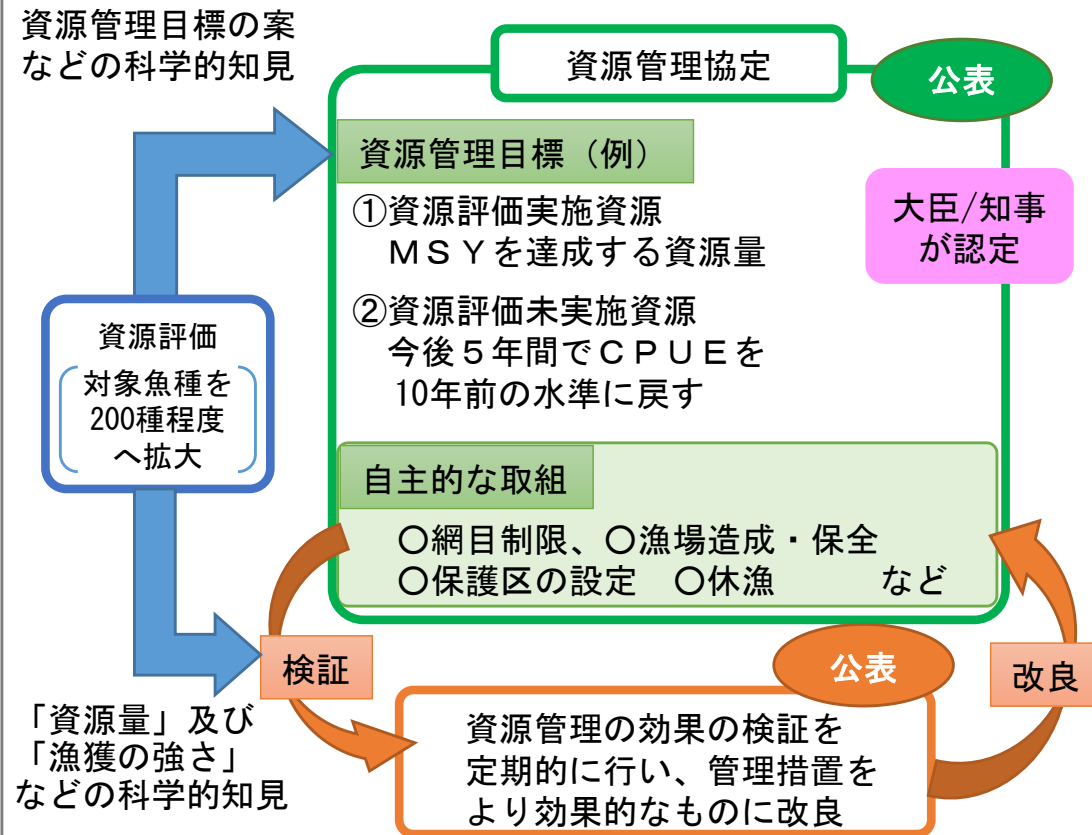 資源管理目標の案
などの科学的知見
資源管理協定
公表
資源管理目標（例）
①資源評価実施資源
ＭＳＹを達成する資源量
②資源評価未実施資源
今後５年間でＣＰＵＥを
10年前の水準に戻す
大臣/知事
が認定
資源評価
対象魚種を
200種程度
へ拡大
自主的な取組
○網目制限、○漁場造成・保全
○保護区の設定　○休漁　　　など
検証
公表
改良
「資源量」及び
「漁獲の強さ」
などの科学的知見
資源管理の効果の検証を
定期的に行い、管理措置を
より効果的なものに改良